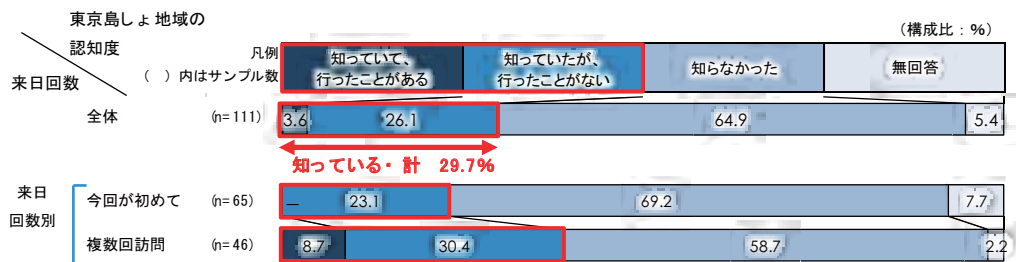 東京島しょ地域の
認知度
来日回数
(構成比：%)
凡例
( ) 内はサンプル数
知っていて、
行ったことがある
知っていたが、
行ったことがない
知らなかった
無回答
全体 (n=111) 3.6 26.1 64.9 5.4
知っている・計 29.7%
来日
回数別
今回が初めて (n=65) － 23.1 69.2 7.7
複数回訪問 (n=46) 8.7 30.4 58.7 2.2